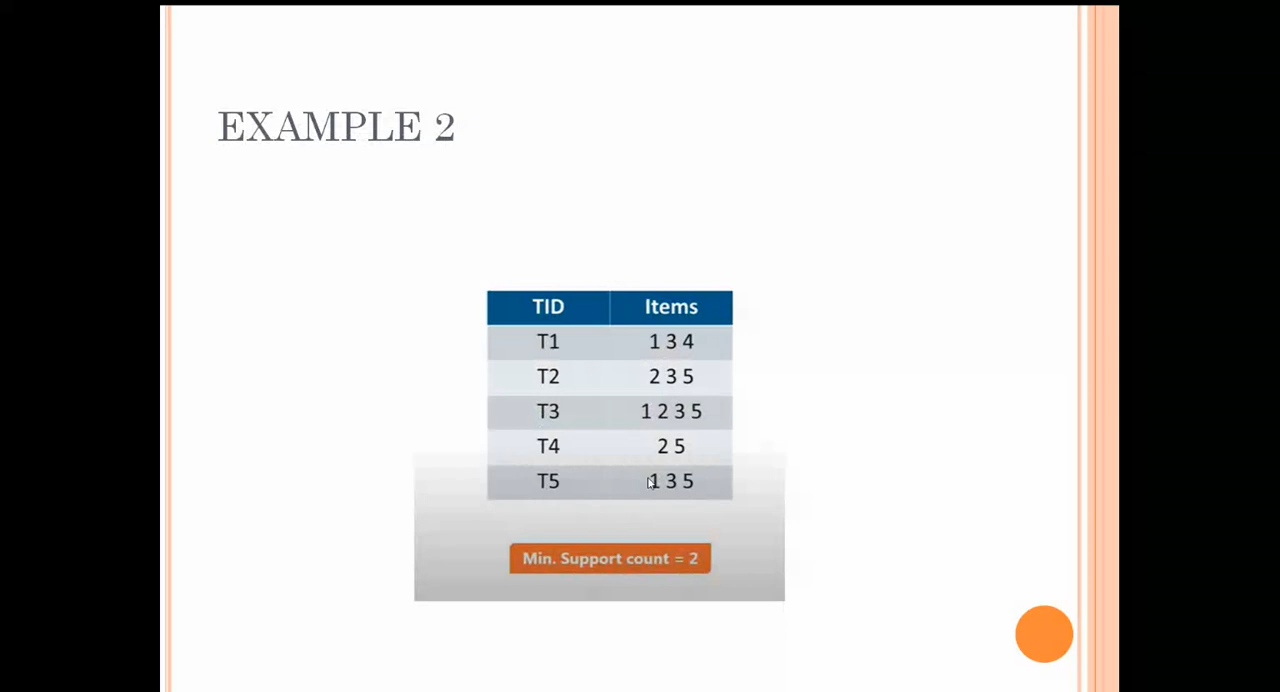 EXAMPLE 2
TID Items
T1 1 3 4
T2 2 3 5
T3 1 2 3 5
T4 2 5
T5 1 3 5
Min. Support count = 2